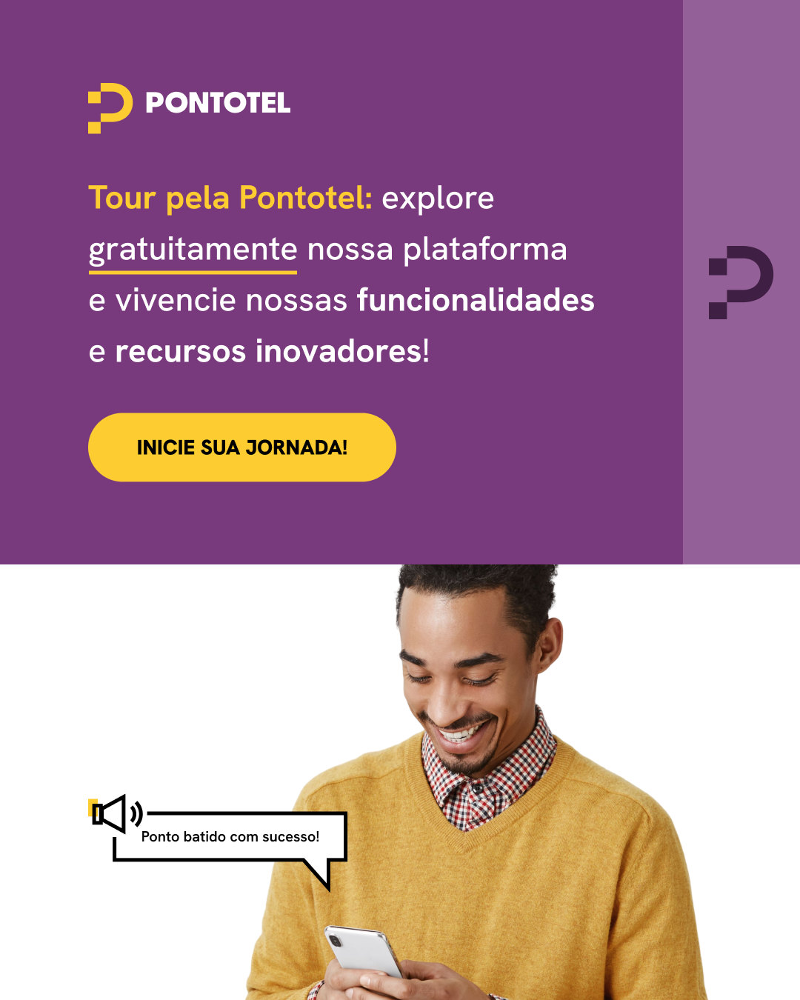 PONTOTEL
Tour pela Pontotel: explore
gratuitamente nossa plataforma
e vivencie nossas funcionalidades
e recursos inovadores!
INICIE SUA JORNADA!
Ponto batido com sucesso!